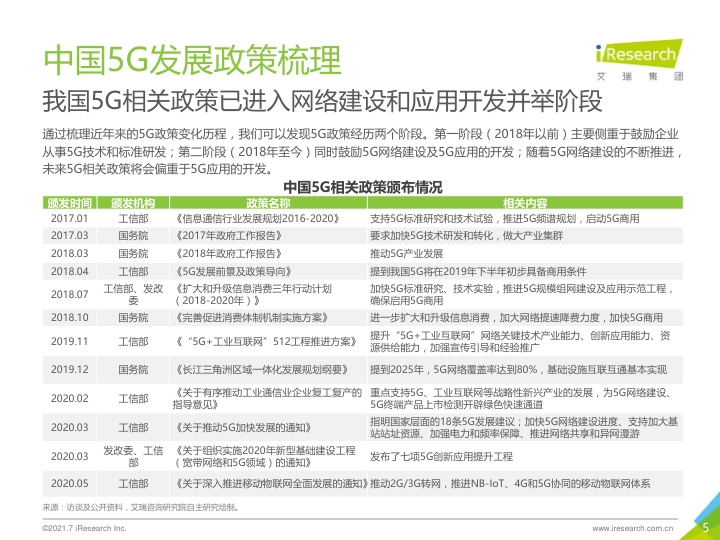 中国5G发展政策梳理
iResearch
艾 瑞 集 团
我国5G相关政策已进入网络建设和应用开发并举阶段
通过梳理近年来的5G政策变化历程，我们可以发现5G政策经历两个阶段。第一阶段（2018年以前）主要侧重于鼓励企业
从事5G技术和标准研发；第二阶段（2018年至今）同时鼓励5G网络建设及5G应用的开发；随着5G网络建设的不断推进，
未来5G相关政策将会偏重于5G应用的开发。
中国5G相关政策颁布情况
颁发时间 颁发机构 政策名称 相关内容
2017.01 工信部 《信息通信行业发展规划2016-2020》 支持5G标准研究和技术试验，推进5G频谱规划，启动5G商用
2017.03 国务院 《2017年政府工作报告》 要求加快5G技术研发和转化，做大产业集群
2018.03 国务院 《2018年政府工作报告》 推动5G产业发展
2018.04 工信部 《5G发展前景及政策导向》 提到我国5G将在2019年下半年初步具备商用条件
2018.07 工信部、发改
委 《扩大和升级信息消费三年行动计划
（2018-2020年）》 加快5G标准研究、技术实验，推进5G规模组网建设及应用示范工程，
确保启用5G商用
2018.10 国务院 《完善促进消费体制机制实施方案》 进一步扩大和升级信息消费，加大网络提速降费力度，加快5G商用
2019.11 工信部 《“5G+工业互联网”512工程推进方案》 提升“5G+工业互联网”网络关键技术产业能力、创新应用能力、资
源供给能力，加强宣传引导和经验推广
2019.12 国务院 《长江三角洲区域一体化发展规划纲要》 提到2025年，5G网络覆盖率达到80%，基础设施互联互通基本实现
2020.02 工信部 《关于有序推动工业通信业企业复工复产的
指导意见》 重点支持5G、工业互联网等战略性新兴产业的发展，为5G网络建设、
5G终端产品上市检测开辟绿色快速通道
2020.03 工信部 《关于推动5G加快发展的通知》 指明国家层面的18条5G发展建议；加快5G网络建设进度、支持加大基
站站址资源、加强电力和频率保障、推进网络共享和异网漫游
2020.03 发改委、工信
部 《关于组织实施2020年新型基础建设工程
（宽带网络和5G领域）的通知》 发布了七项5G创新应用提升工程
2020.05 工信部 《关于深入推进移动物联网全面发展的通知》 推动2G/3G转网，推进NB-IoT、4G和5G协同的移动物联网体系
来源：访谈及公开资料，艾瑞咨询研究院自主研究绘制。
©2021.7 iResearch Inc. www.iresearch.com.cn 5